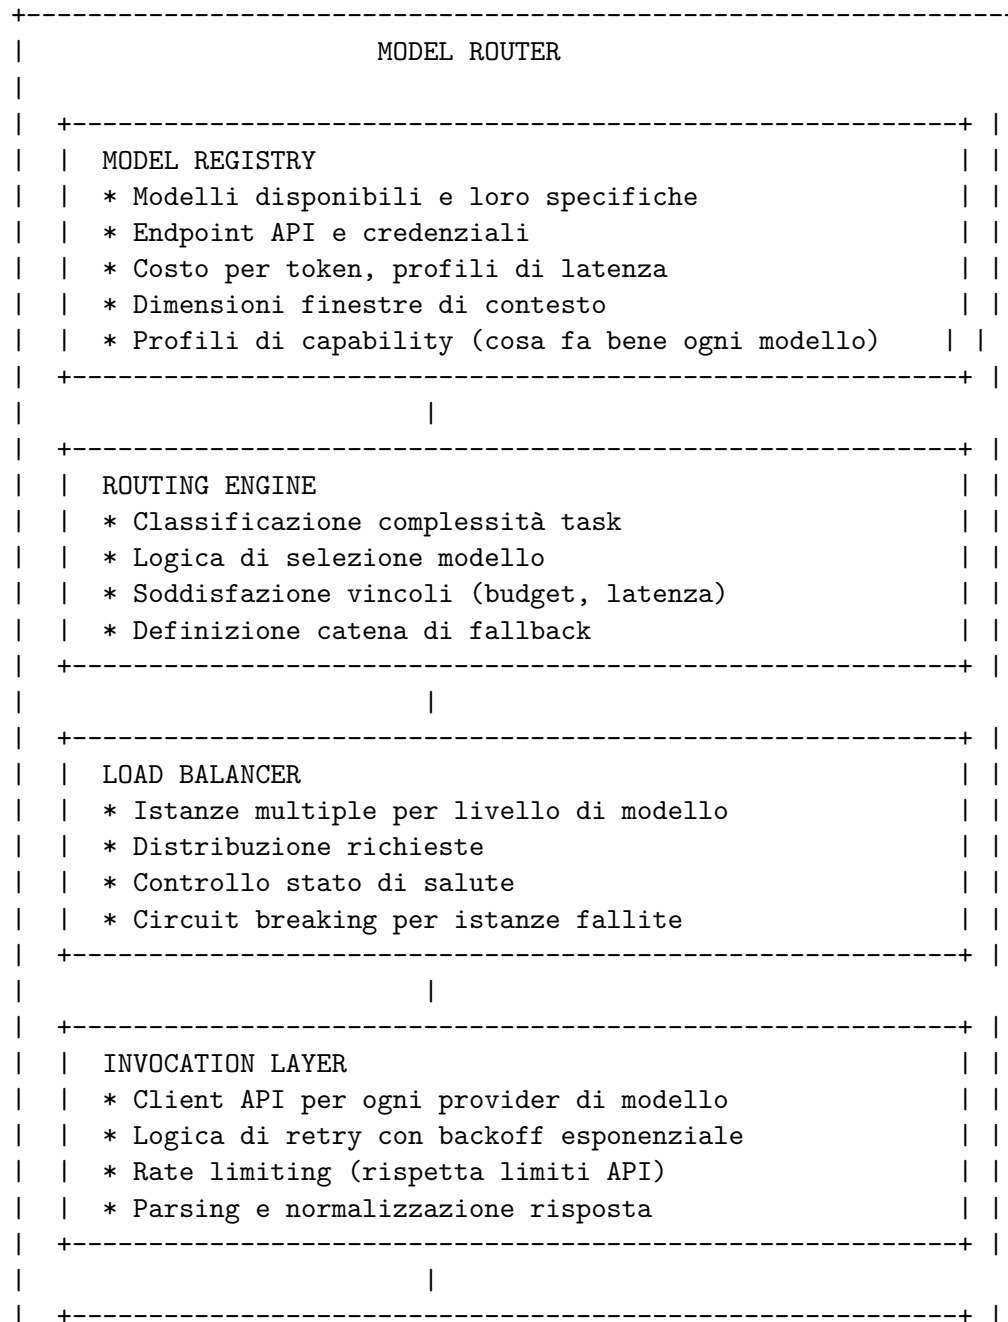 MODEL ROUTER
MODEL REGISTRY
* Modelli disponibili e loro specifiche
* Endpoint API e credenziali
* Costo per token, profili di latenza
* Dimensioni finestre di contesto
* Profili di capability (cosa fa bene ogni modello)
ROUTING ENGINE
* Classificazione complessità task
* Logica di selezione modello
* Soddisfazione vincoli (budget, latenza)
* Definizione catena di fallback
LOAD BALANCER
* Istanze multiple per livello di modello
* Distribuzione richieste
* Controllo stato di salute
* Circuit breaking per istanze fallite
INVOCATION LAYER
* Client API per ogni provider di modello
* Logica di retry con backoff esponenziale
* Rate limiting (rispetta limiti API)
* Parsing e normalizzazione risposta